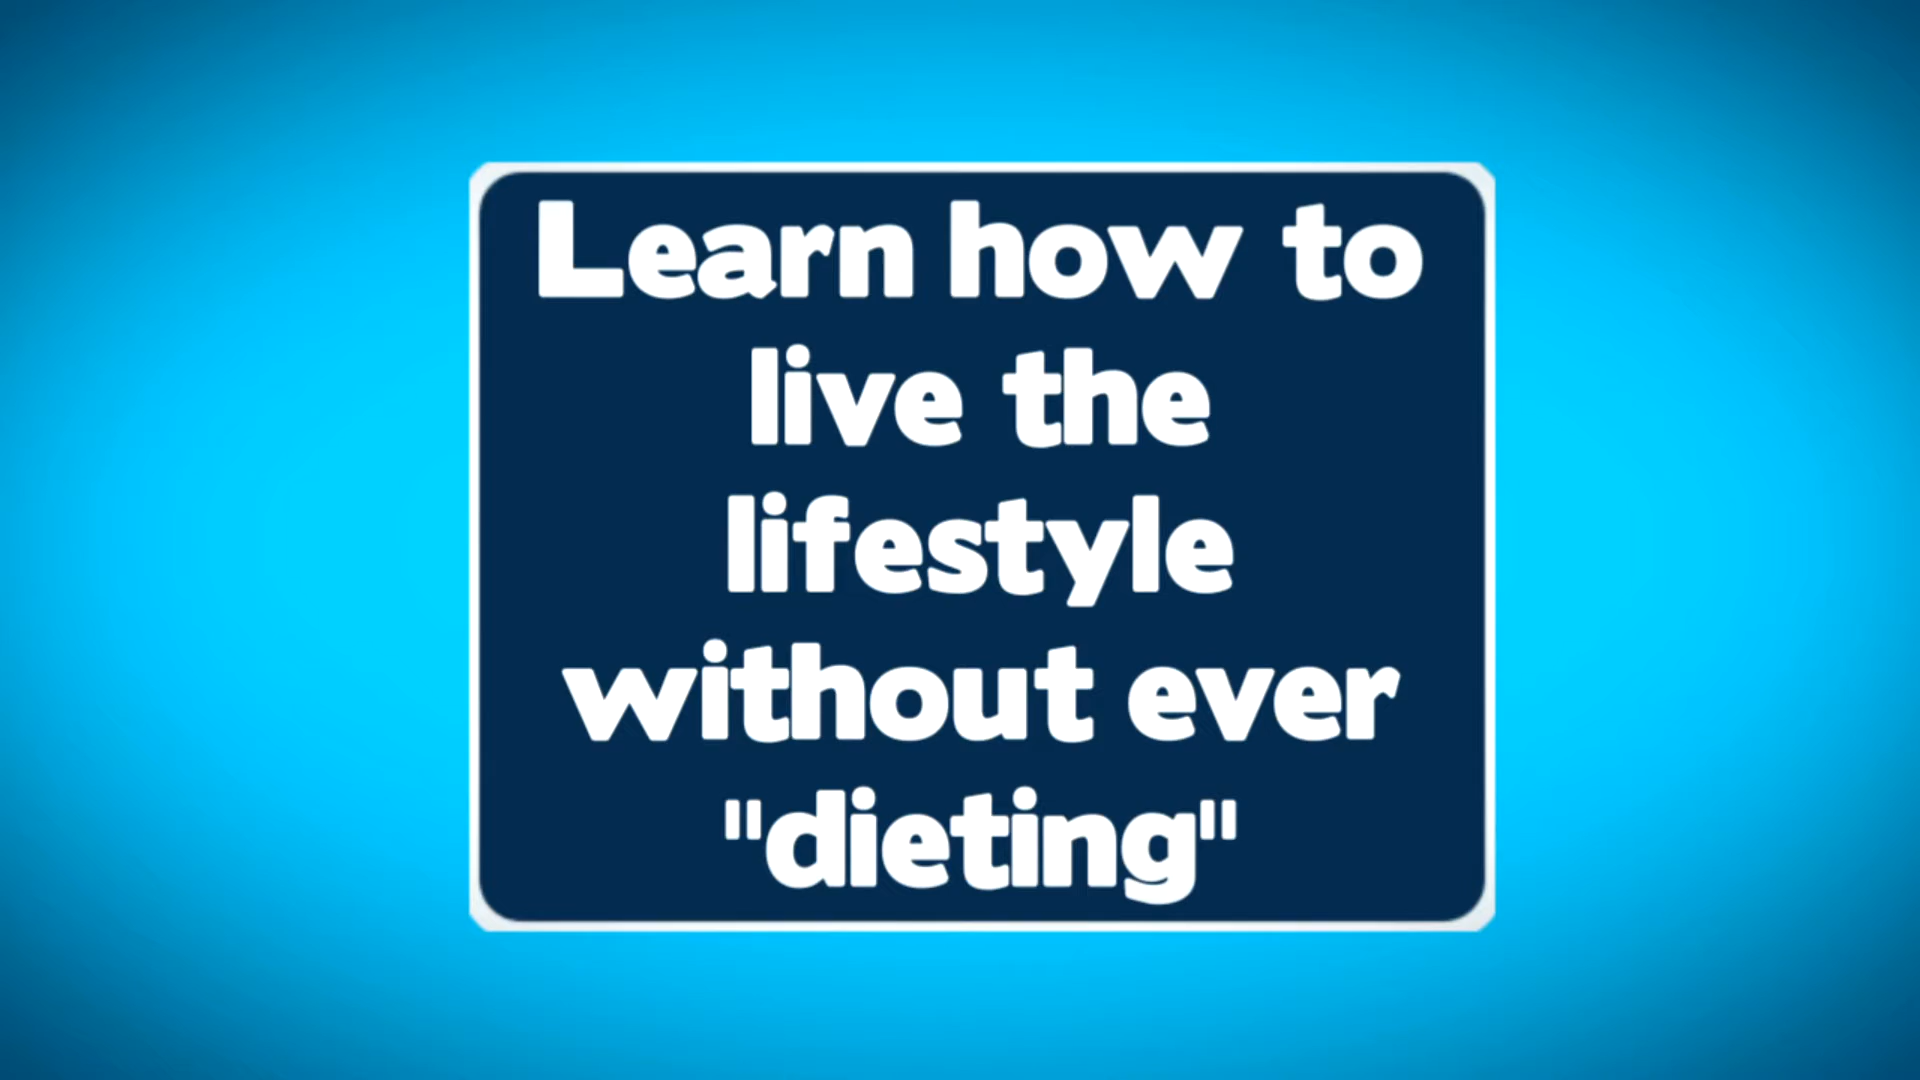 Learn how to
live the
lifestyle
without ever
"dieting"